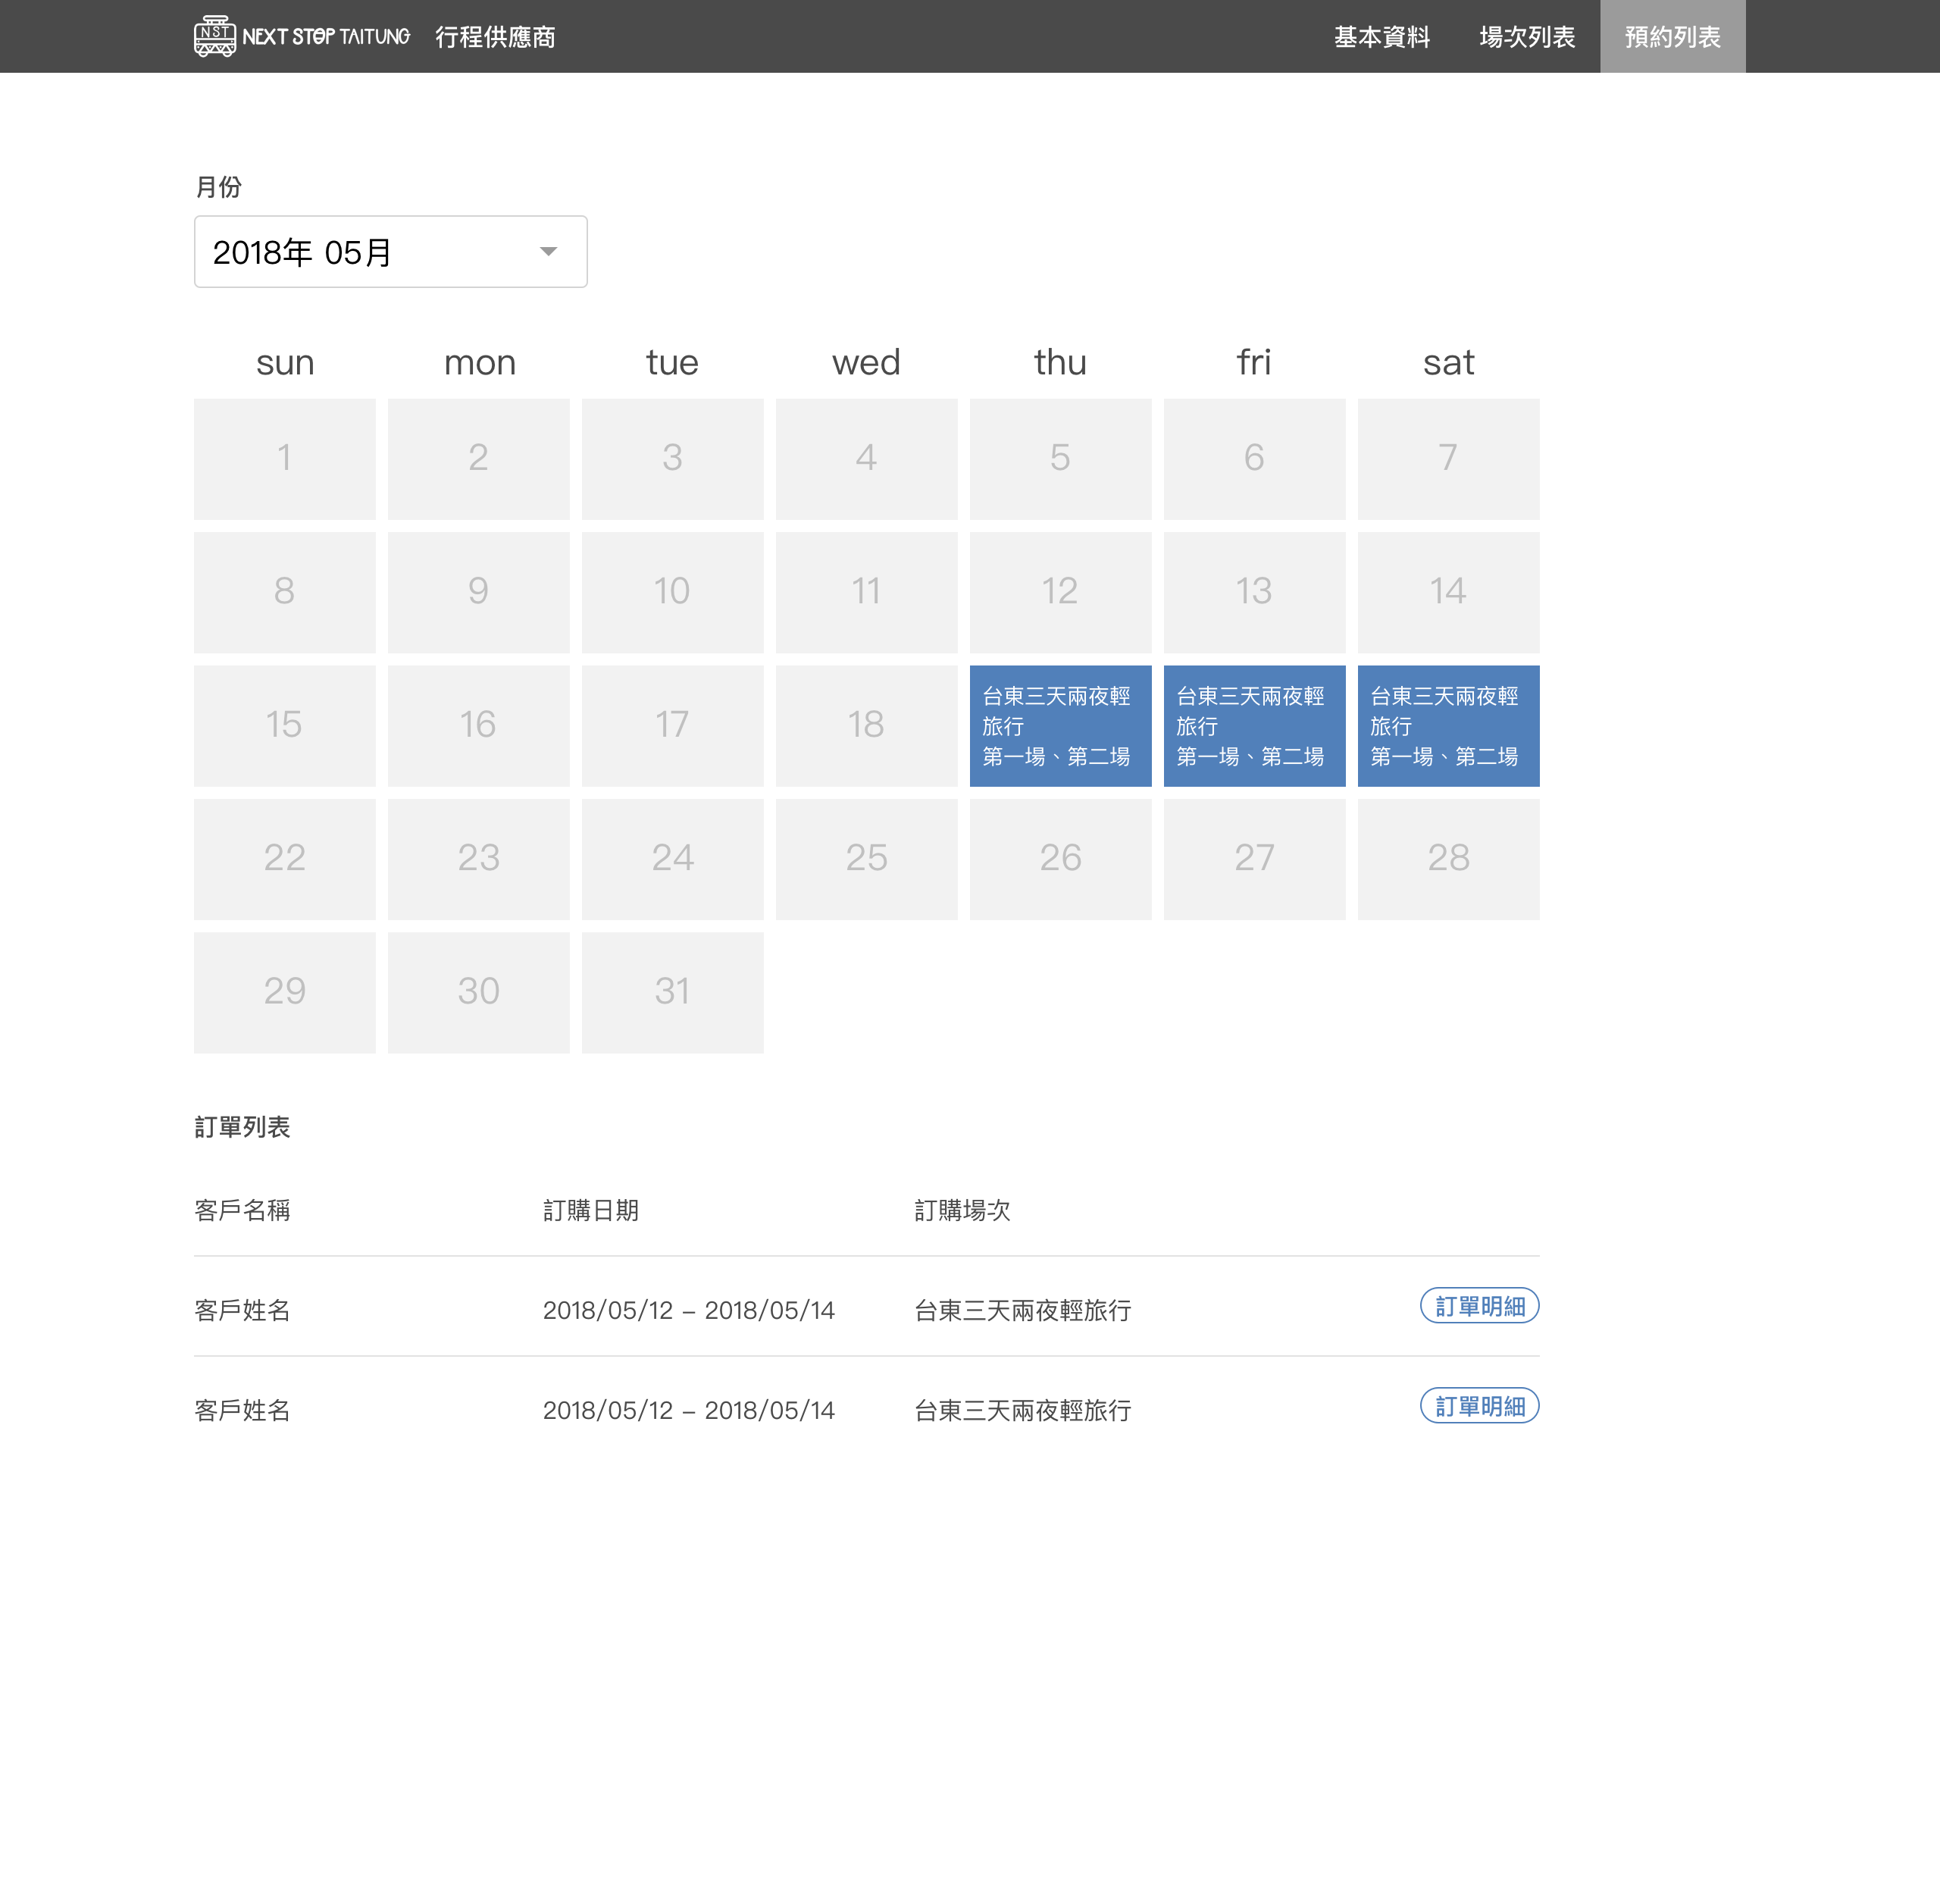 NST NEXT STOP TAITUNG 行程供應商 基本資料 場次列表 預約列表
月份
2018年 05月
sun mon tue wed thu fri sat
1 2 3 4 5 6 7
8 9 10 11 12 13 14
15 16 17 18
台東三天兩夜輕
旅行
第一場、第二場
台東三天兩夜輕
旅行
第一場、第二場
台東三天兩夜輕
旅行
第一場、第二場
22 23 24 25 26 27 28
29 30 31
訂單列表
客戶名稱 訂購日期 訂購場次
客戶姓名 2018/05/12 – 2018/05/14 台東三天兩夜輕旅行 訂單明細
客戶姓名 2018/05/12 – 2018/05/14 台東三天兩夜輕旅行 訂單明細